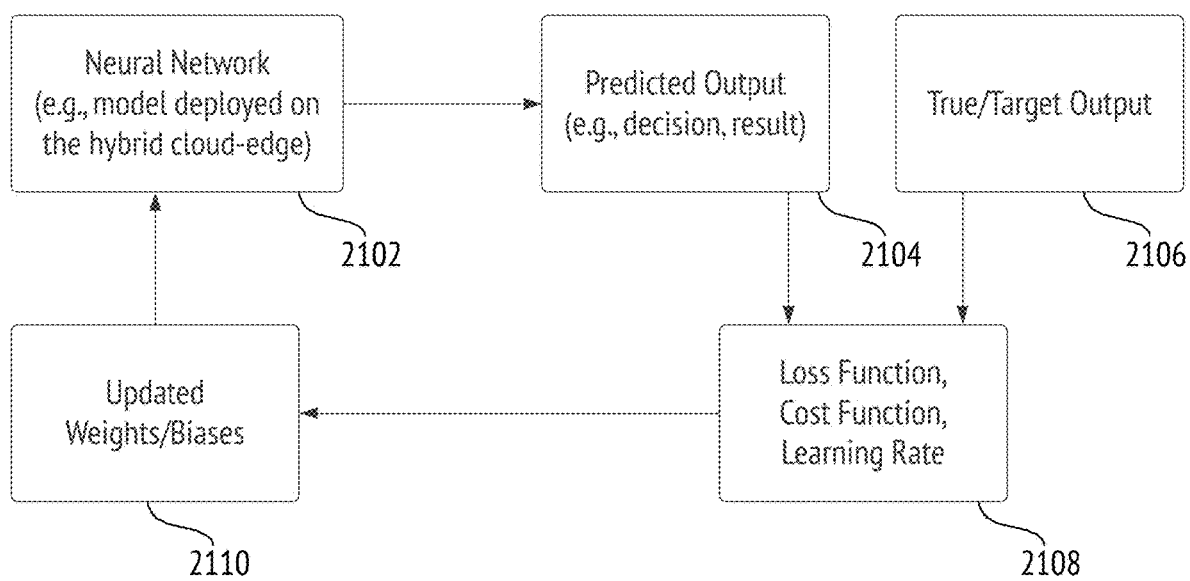 Neural Network
(e.g., model deployed on
the hybrid cloud-edge)
2102
Predicted Output
(e.g., decision, result)
2104
True/Target Output
2106
Updated
Weights/Biases
2110
Loss Function,
Cost Function,
Learning Rate
2108